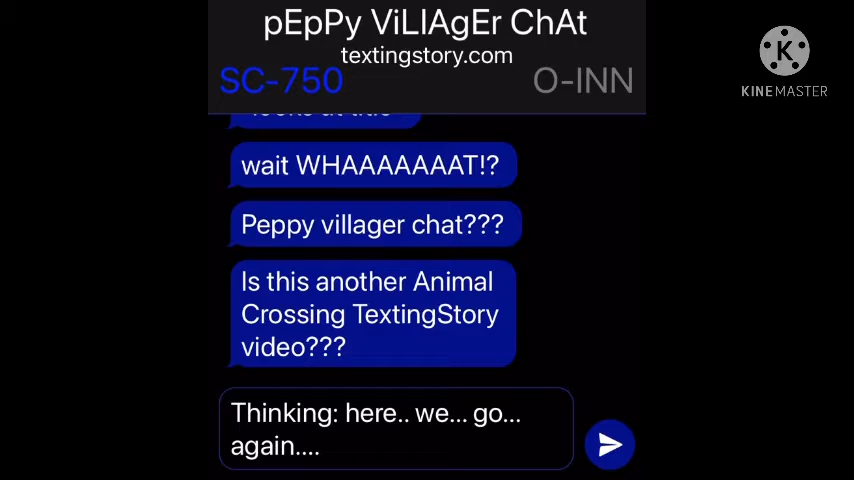 pEpPy ViLlAgEr ChAt
textingstory.com
SC-750
O-INN
KINEMASTER
wait WHAAAAAAAT!?
Peppy villager chat???
Is this another Animal
Crossing TextingStory
video???
Thinking: here.. we... go...
again....